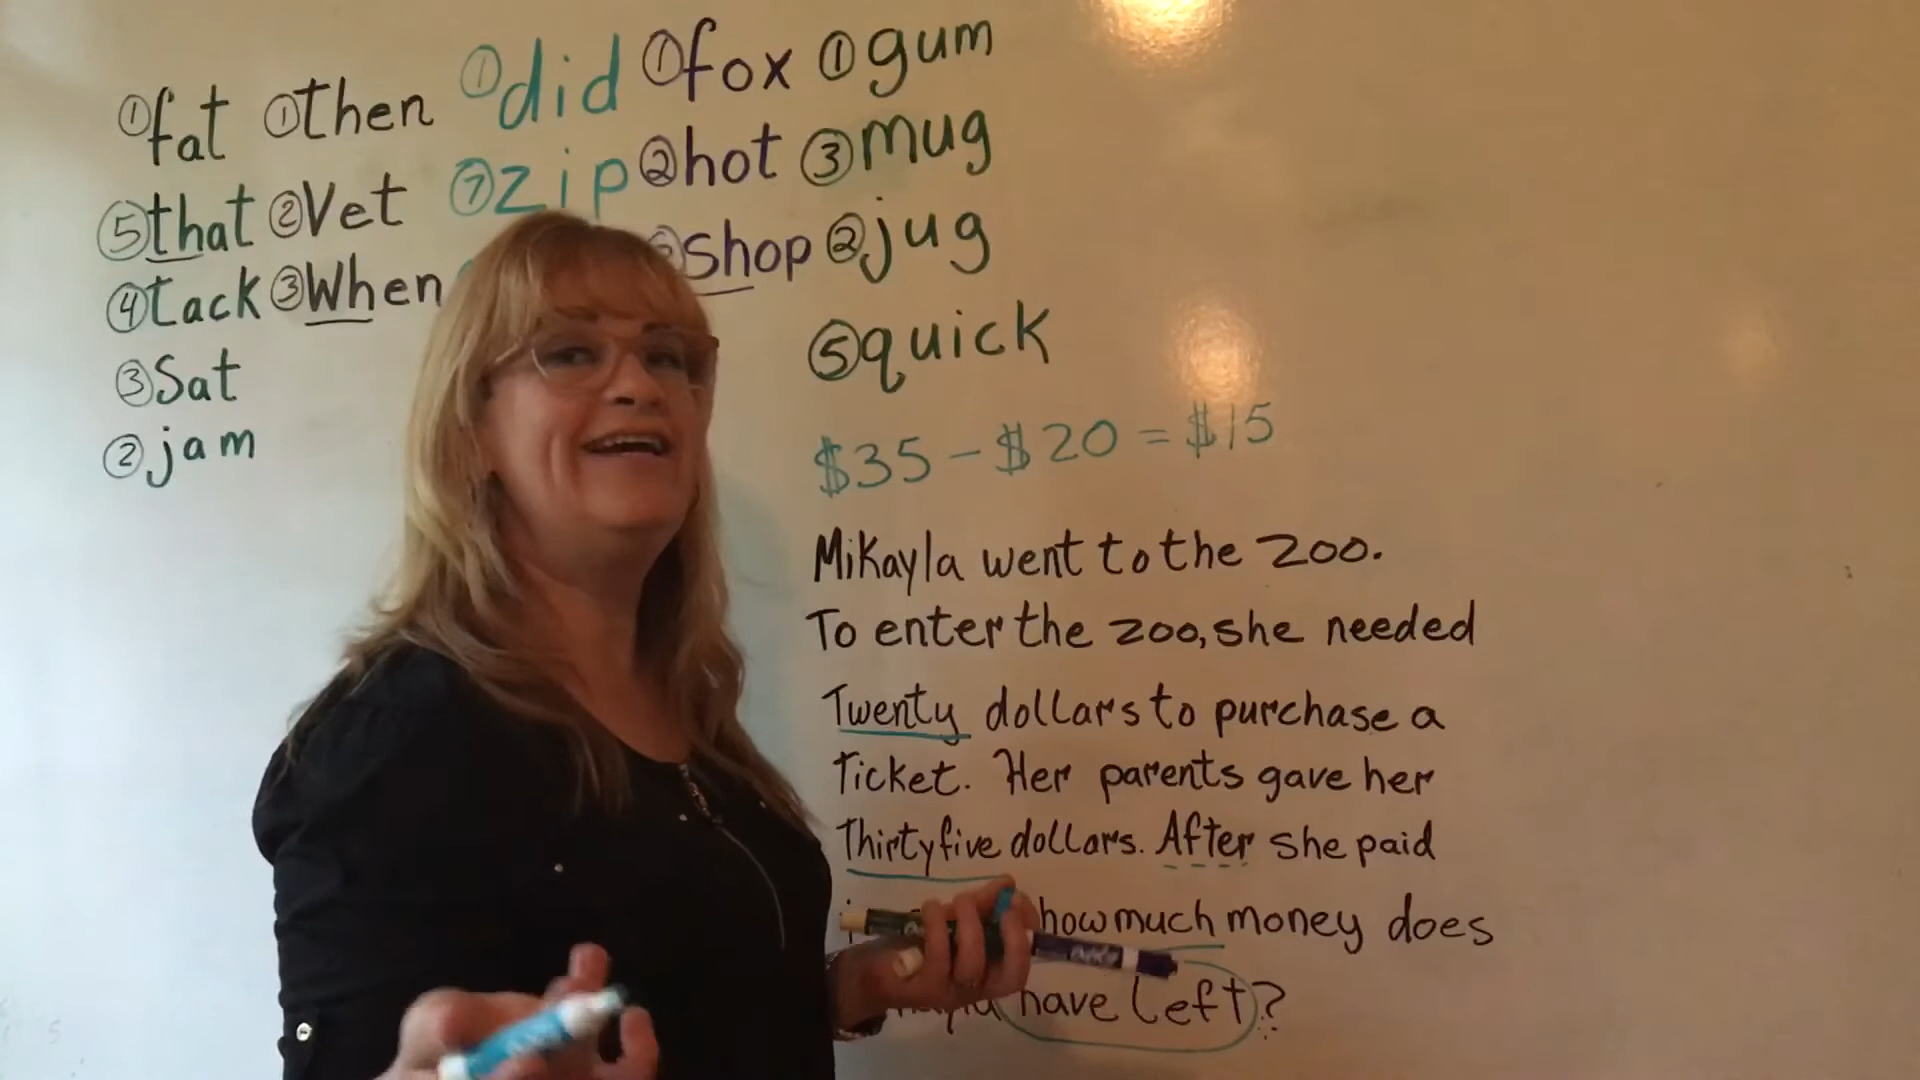 ①fat ①then ①did ①fox ①gum
⑤that ②Vet ⑦zip ②hot ③mug
④tack ③When shop ②jug
③Sat ⑤quick
②jam
$35 - $20 = $15
Mikayla went to the zoo.
To enter the zoo, she needed
Twenty dollars to purchase a
Ticket. Her parents gave her
Thirtyfive dollars. After she paid
how much money does
have left?